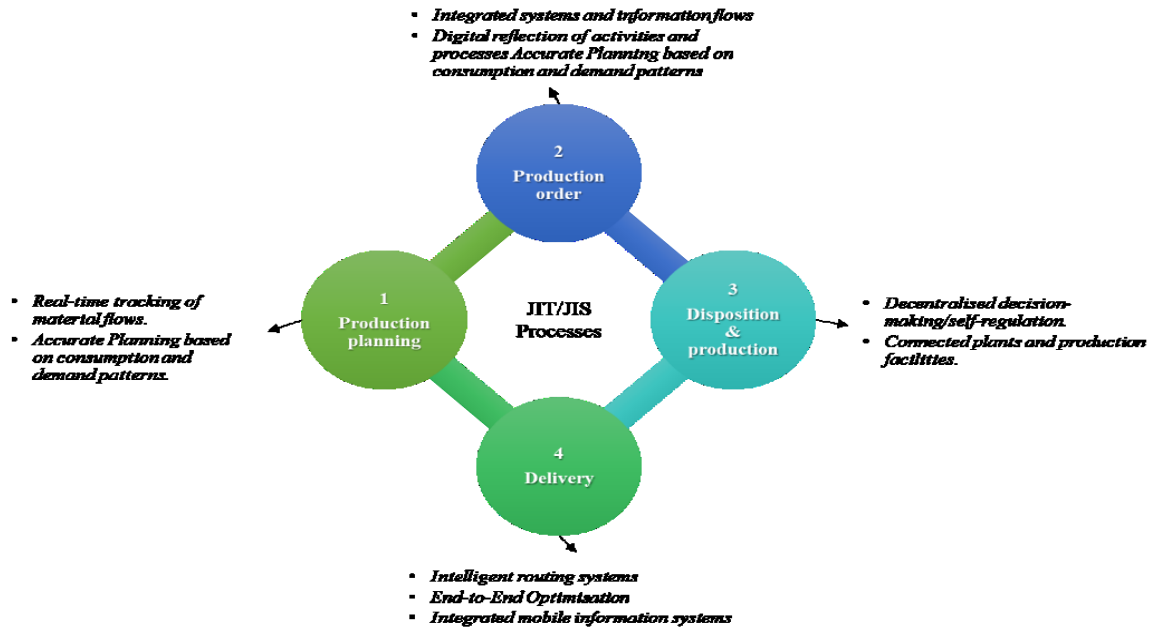 • Integrated systems and information flows
• Digital reflection of activities and
processes Accurate Planning based on
consumption and demand patterns
2
Production
order
• Real-time tracking of
material flows.
• Accurate Planning based
on consumption and
demand patterns.
1
Production
planning
JIT/JIS
Processes
3
Disposition
&
production
• Decentralised decision-
making/self-regulation.
• Connected plants and production
facilities.
4
Delivery
• Intelligent routing systems
• End-to-End Optimisation
• Integrated mobile information systems